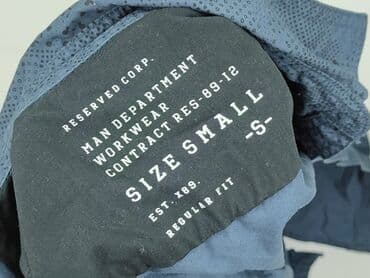 RESERVED CORP.
MAN DEPARTMENT
WORKWEAR
CONTRACT RES-89-12
SIZE SMALL
-S-
EST. X89.
REGULAR FIT